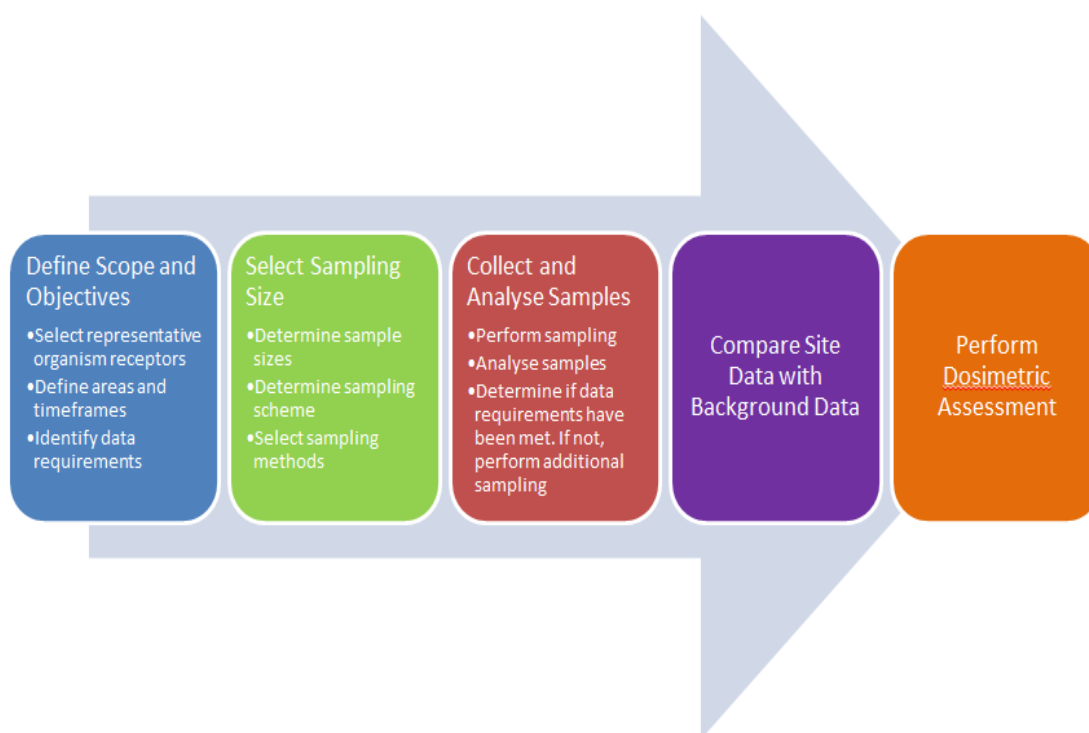 Define Scope and
Objectives
•Select representative
organism receptors
•Define areas and
timeframes
•Identify data
requirements
Select Sampling
Size
•Determine sample
sizes
•Determine sampling
scheme
•Select sampling
methods
Collect and
Analyse Samples
•Perform sampling
•Analyse samples
•Determine if data
requirements have
been met. If not,
perform additional
sampling
Compare Site
Data with
Background Data
Perform
Dosimetric
Assessment